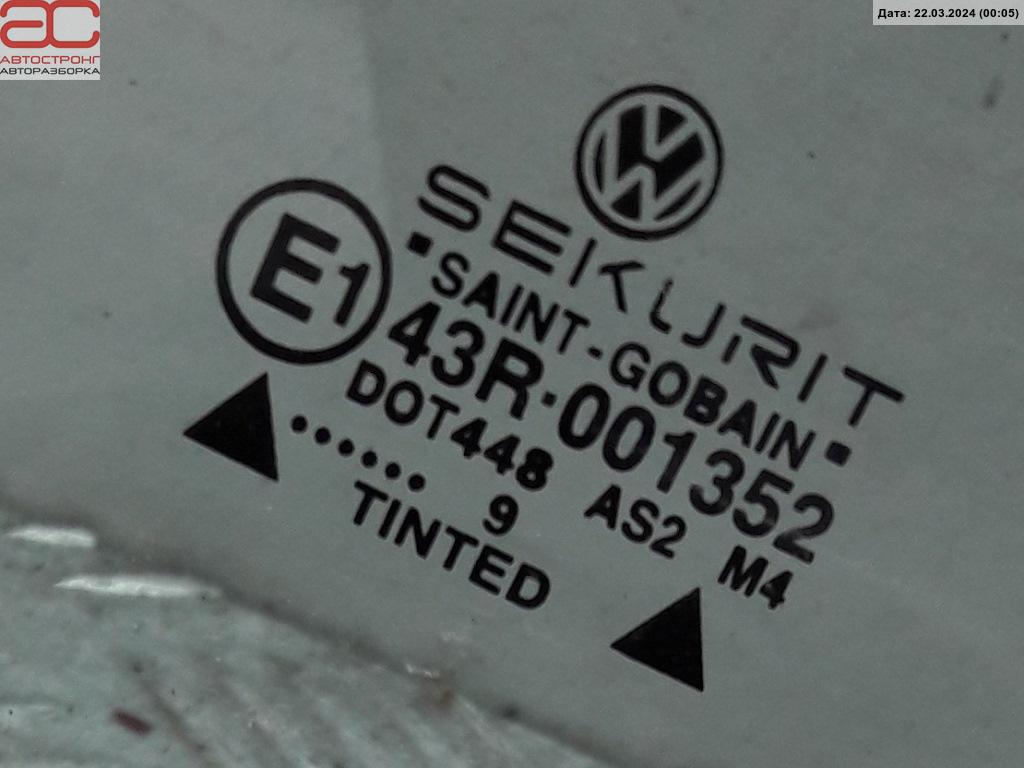 АВТОСТРОНГ
АВТОРАЗБОРКА
Дата: 22.03.2024 (00:05)
SEKURIT
SAINT-GOBAIN
E1
43R-001352
DOT448 AS2 M4
...... 9
TINTED